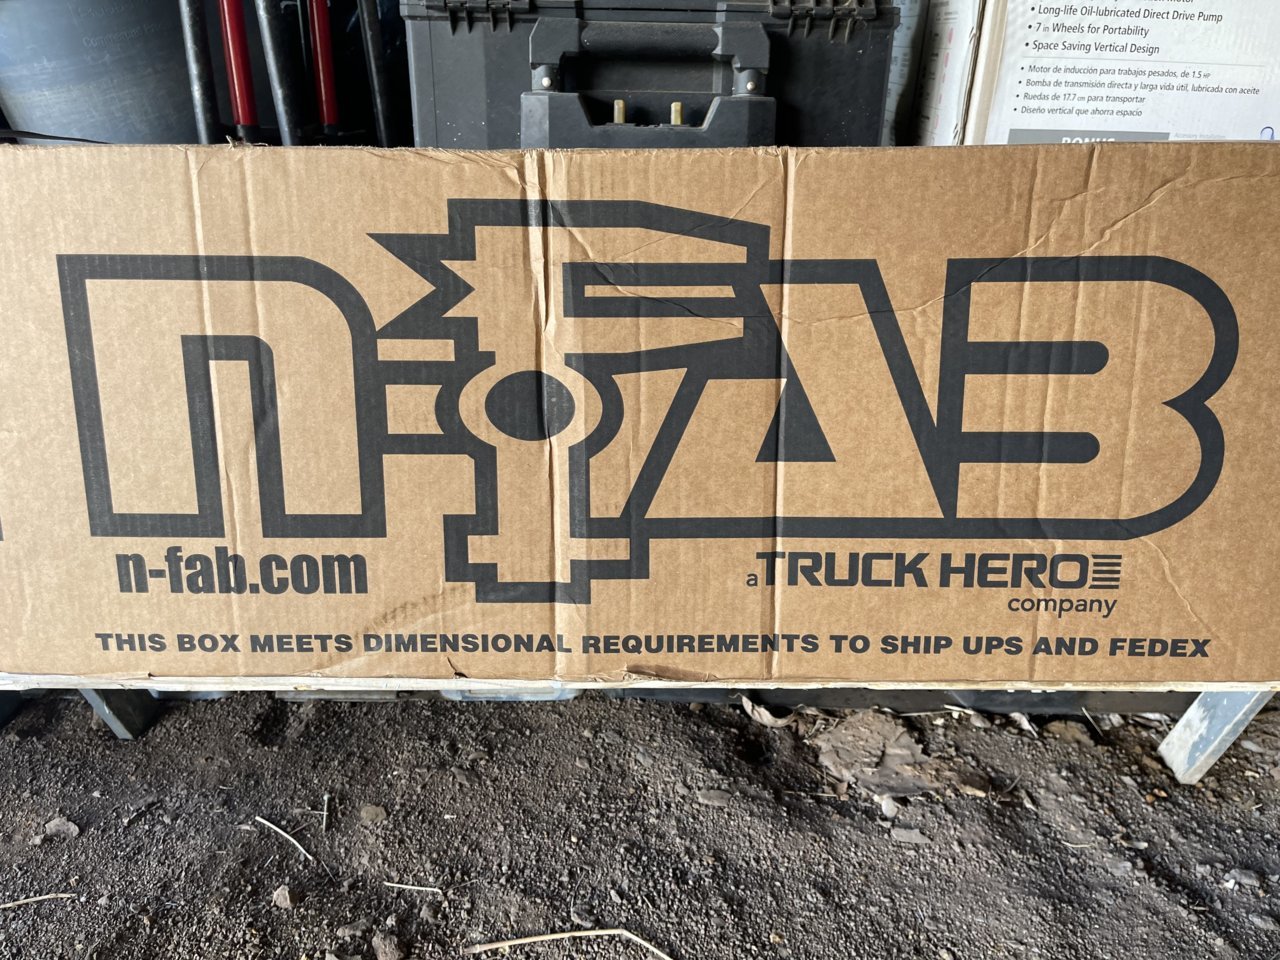 • Long-life Oil-lubricated Direct Drive Pump
• 7 in Wheels for Portability
• Space Saving Vertical Design
• Motor de inducción para trabajos pesados, de 1.5 HP
• Bomba de transmisión directa y larga vida útil, lubricada con aceite
• Ruedas de 17.7 cm para transportar
• Diseño vertical que ahorra espacio
BONUS
n-FAB
n-fab.com
a TRUCK HERO
company
THIS BOX MEETS DIMENSIONAL REQUIREMENTS TO SHIP UPS AND FEDEX